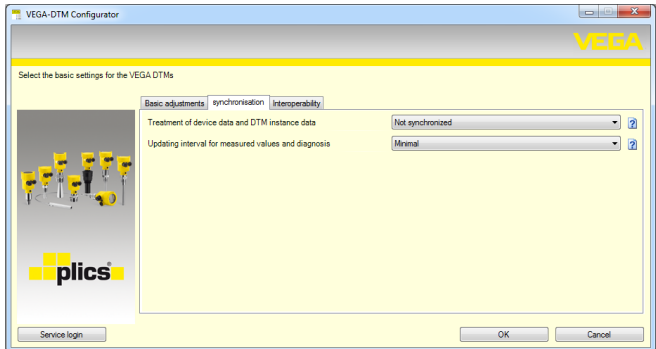 VEGA-DTM Configurator
VEGA
Select the basic settings for the VEGA DTMs
Basic adjustments synchronisation Interoperability
Treatment of device data and DTM instance data Not synchronized ?
Updating interval for measured values and diagnosis Minimal ?
plics®
Service login OK Cancel